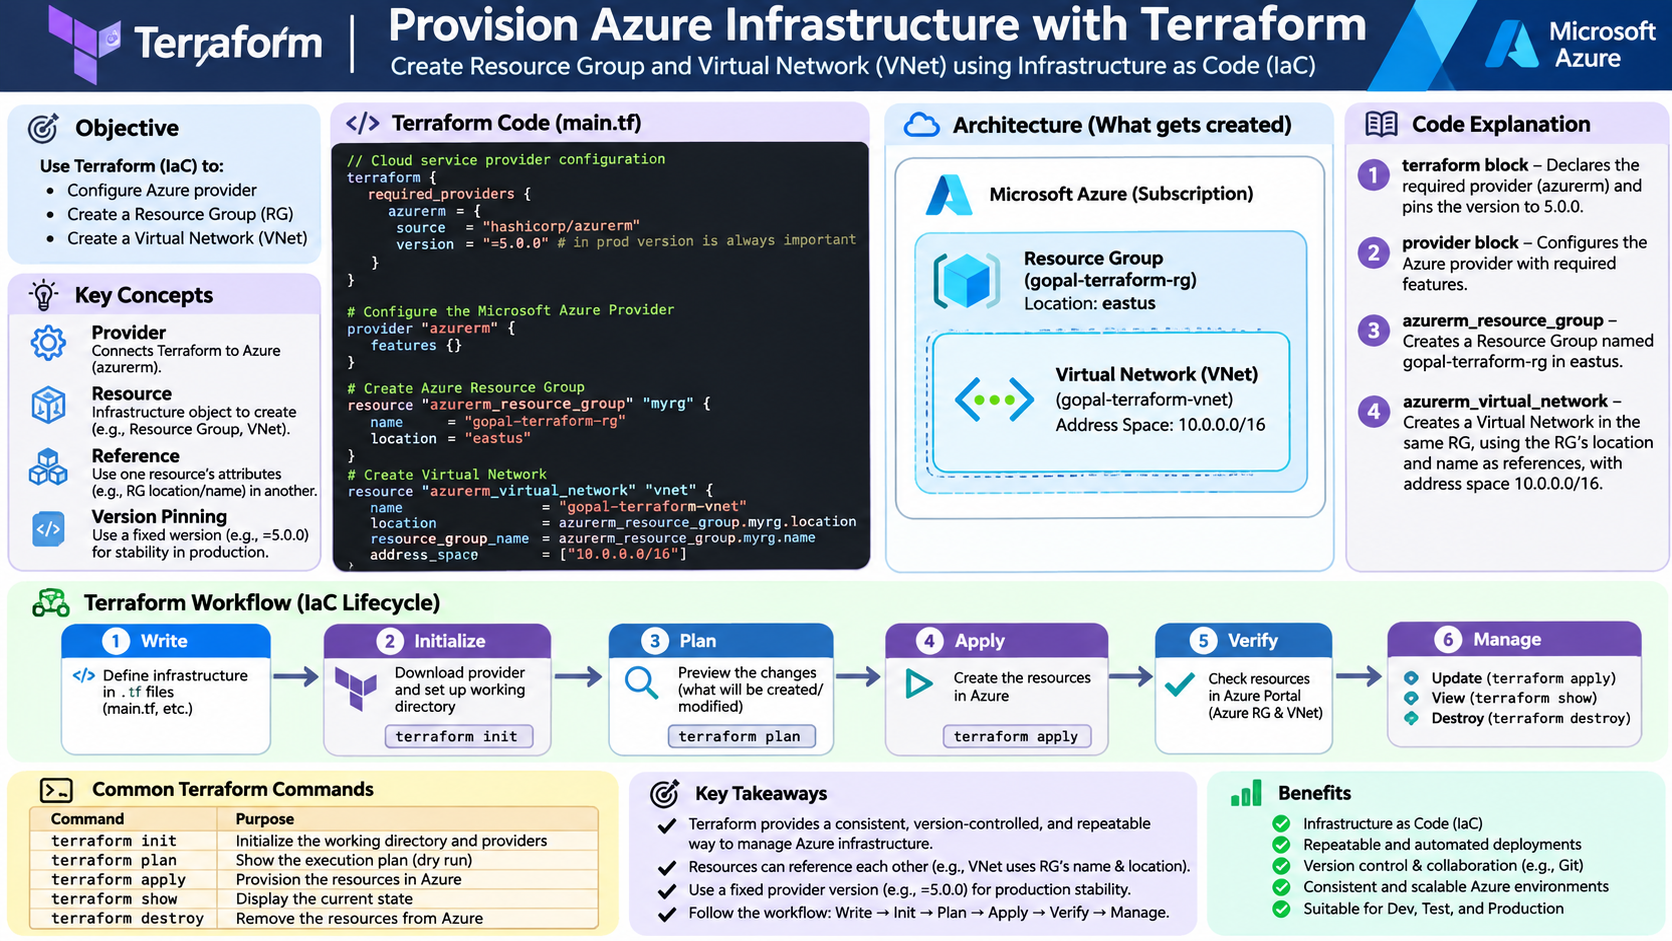 Terraform
Provision Azure Infrastructure with Terraform
Create Resource Group and Virtual Network (VNet) using Infrastructure as Code (IaC)
Microsoft
Azure
Objective
Use Terraform (IaC) to:
• Configure Azure provider
• Create a Resource Group (RG)
• Create a Virtual Network (VNet)
Key Concepts
Provider
Connects Terraform to Azure
(azurerm).
Resource
Infrastructure object to create
(e.g., Resource Group, VNet).
Reference
Use one resource's attributes
(e.g., RG location/name) in another.
Version Pinning
Use a fixed wersion (e.g., =5.0.0)
for stability in production.
</> Terraform Code (main.tf)
// Cloud service provider configuration
terraform {
required_providers {
azurerm = {
source = "hashicorp/azurerm"
version = "=5.0.0" # in prod version is always important
}
}
# Configure the Microsoft Azure Provider
provider "azurerm" {
features {}
}
# Create Azure Resource Group
resource "azurerm_resource_group" "myrg" {
name = "gopal-terraform-rg"
location = "eastus"
}
# Create Virtual Network
resource "azurerm_virtual_network" "vnet" {
name = "gopal-terraform-vnet"
location = azurerm_resource_group.myrg.location
resource_group_name = azurerm_resource_group.myrg.name
address_space = ["10.0.0.0/16"]
}
Architecture (What gets created)
Microsoft Azure (Subscription)
Resource Group
(gopal-terraform-rg)
Location: eastus
Virtual Network (VNet)
(gopal-terraform-vnet)
Address Space: 10.0.0.0/16
Code Explanation
1 terraform block – Declares the
required provider (azurerm) and
pins the version to 5.0.0.
2 provider block – Configures the
Azure provider with required
features.
3 azurerm_resource_group –
Creates a Resource Group named
gopal-terraform-rg in eastus.
4 azurerm_virtual_network –
Creates a Virtual Network in the
same RG, using the RG's location
and name as references, with
address space 10.0.0.0/16.
Terraform Workflow (IaC Lifecycle)
1 Write
</> Define infrastructure
in .tf files
(main.tf, etc.)
2 Initialize
Download provider
and set up working
directory
terraform init
3 Plan
Preview the changes
(what will be created/
modified)
terraform plan
4 Apply
Create the resources
in Azure
terraform apply
5 Verify
Check resources
in Azure Portal
(Azure RG & VNet)
6 Manage
Update (terraform apply)
View (terraform show)
Destroy (terraform destroy)
Common Terraform Commands
Command Purpose
terraform init Initialize the working directory and providers
terraform plan Show the execution plan (dry run)
terraform apply Provision the resources in Azure
terraform show Display the current state
terraform destroy Remove the resources from Azure
Key Takeaways
✓ Terraform provides a consistent, version-controlled, and repeatable
way to manage Azure infrastructure.
✓ Resources can reference each other (e.g., VNet uses RG's name & location).
✓ Use a fixed provider version (e.g., =5.0.0) for production stability.
✓ Follow the workflow: Write → Init → Plan → Apply → Verify → Manage.
Benefits
Infrastructure as Code (IaC)
Repeatable and automated deployments
Version control & collaboration (e.g., Git)
Consistent and scalable Azure environments
Suitable for Dev, Test, and Production